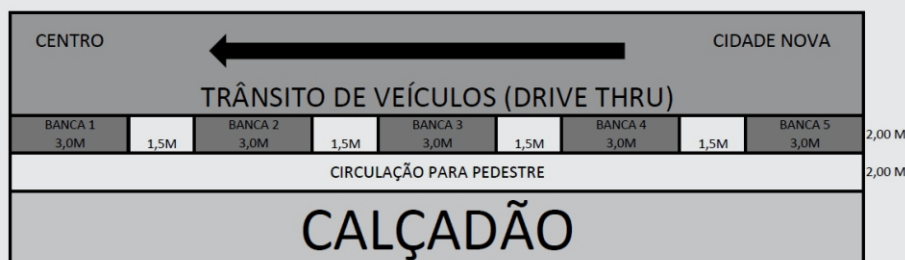 CENTRO
CIDADE NOVA
TRÂNSITO DE VEÍCULOS (DRIVE THRU)
BANCA 1
3,0M
1,5M
BANCA 2
3,0M
1,5M
BANCA 3
3,0M
1,5M
BANCA 4
3,0M
1,5M
BANCA 5
3,0M
2,00 M
CIRCULAÇÃO PARA PEDESTRE
2,00 M
CALÇADÃO